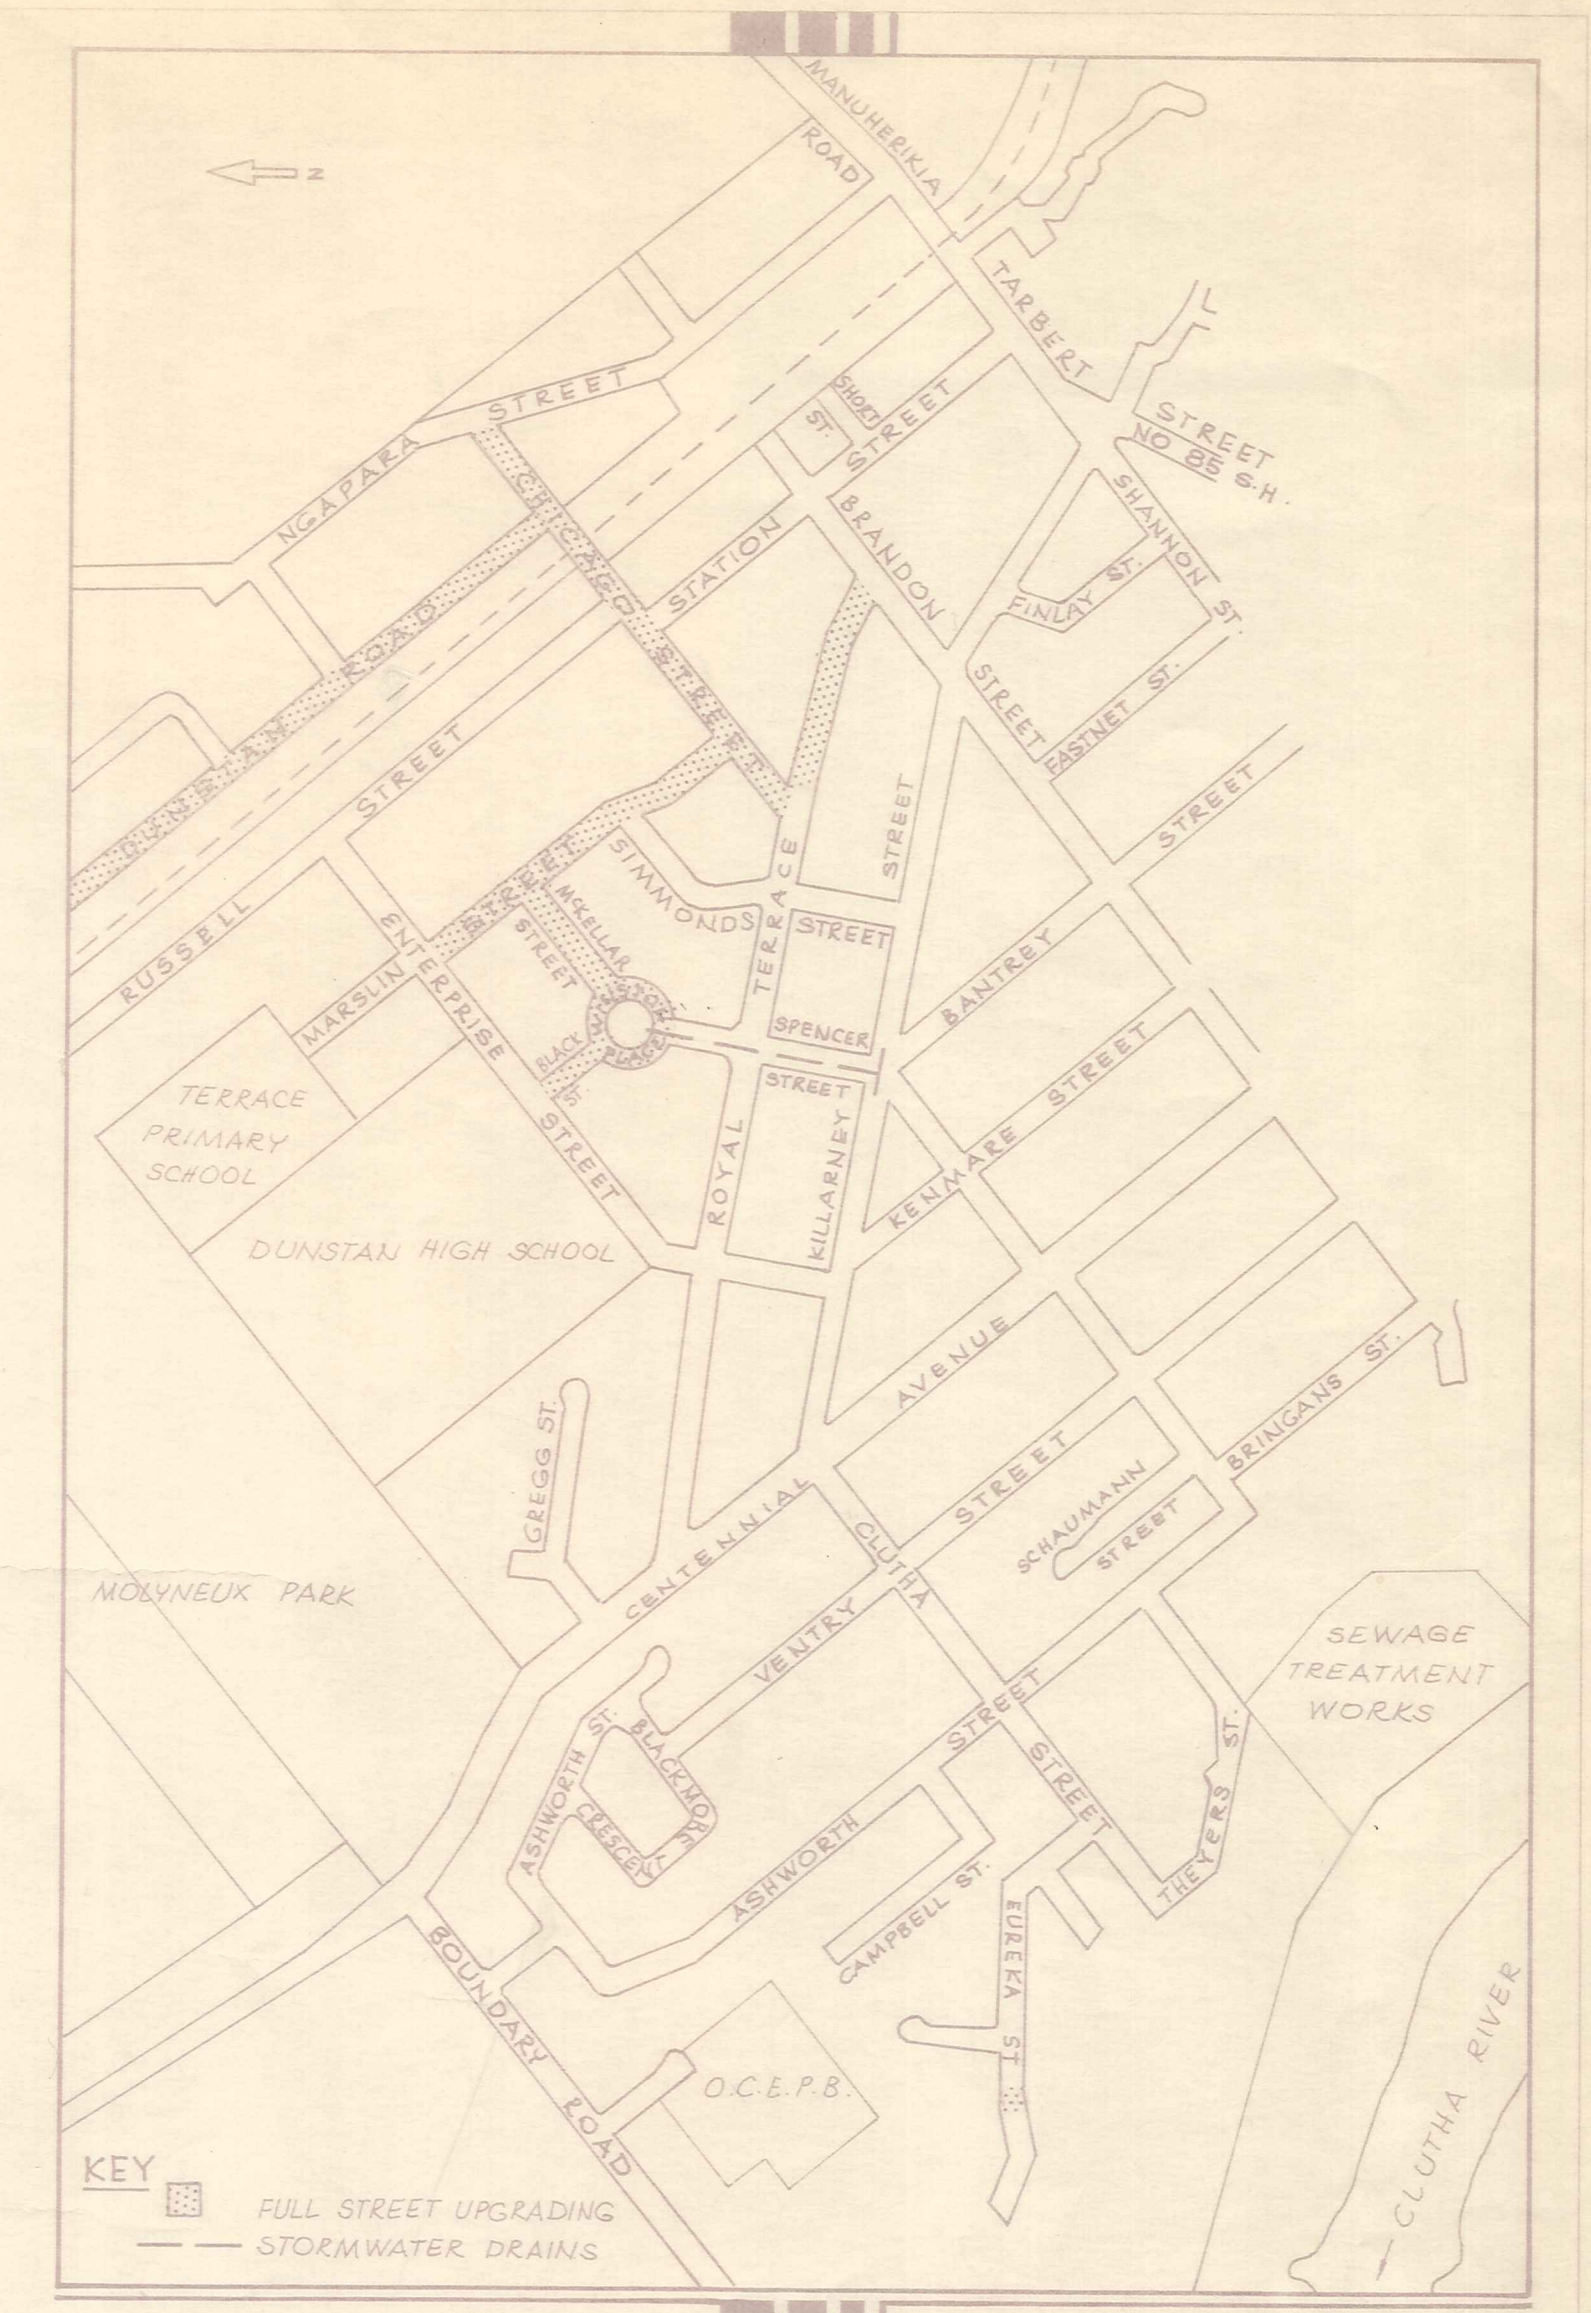 MANUHERIKIA
ROAD
N
TARBERT
STREET
NO 85 S.H.
STREET
NGAPARA
CHICAGO STREET
SHORT
ST.
STREET
STATION
BRANDON
STREET
SHANNON ST.
FINLAY ST.
FASTNET ST.
DUNSTAN ROAD
STREET
RUSSELL
STREET
MARSLIN
ENTERPRISE
STREET
SIMMONDS
STREET
McKELLAR
STREET
WINSTON
PLACE
BLACK
ST.
TERRACE
TERRACE
STREET
SPENCER
STREET
ROYAL
KILLARNEY
STREET
BANTREY
STREET
KENMARE
TERRACE
PRIMARY
SCHOOL
DUNSTAN HIGH SCHOOL
AVENUE
CENTENNIAL
GREGG ST.
BRINGANS ST.
STREET
VENTRY
SCHAUMANN
STREET
CLUTHA
STREET
MOLYNEUX PARK
SEWAGE
TREATMENT
WORKS
STREET
ASHWORTH
ASHWORTH ST.
BLACKMORE
CRESCENT
THEYERS ST.
CAMPBELL ST.
EUREKA ST
BOUNDARY ROAD
O.C.E.P.B.
CLUTHA RIVER
KEY
FULL STREET UPGRADING
STORMWATER DRAINS